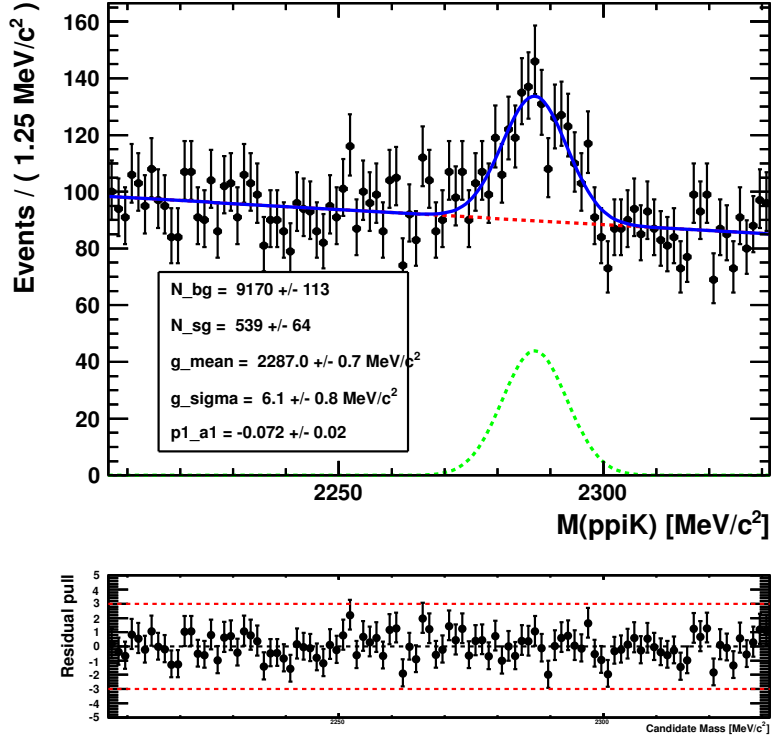 Events / ( 1.25 MeV/c²)
160
140
120
100
80
60
40
20
0
N_bg = 9170 +/- 113
N_sg = 539 +/- 64
g_mean = 2287.0 +/- 0.7 MeV/c²
g_sigma = 6.1 +/- 0.8 MeV/c²
p1_a1 = -0.072 +/- 0.02
2250
2300
M(ppiK) [MeV/c²]
Residual pull
5
4
3
2
1
0
-1
-2
-3
-4
-5
2250
2300
Candidate Mass [MeV/c²]